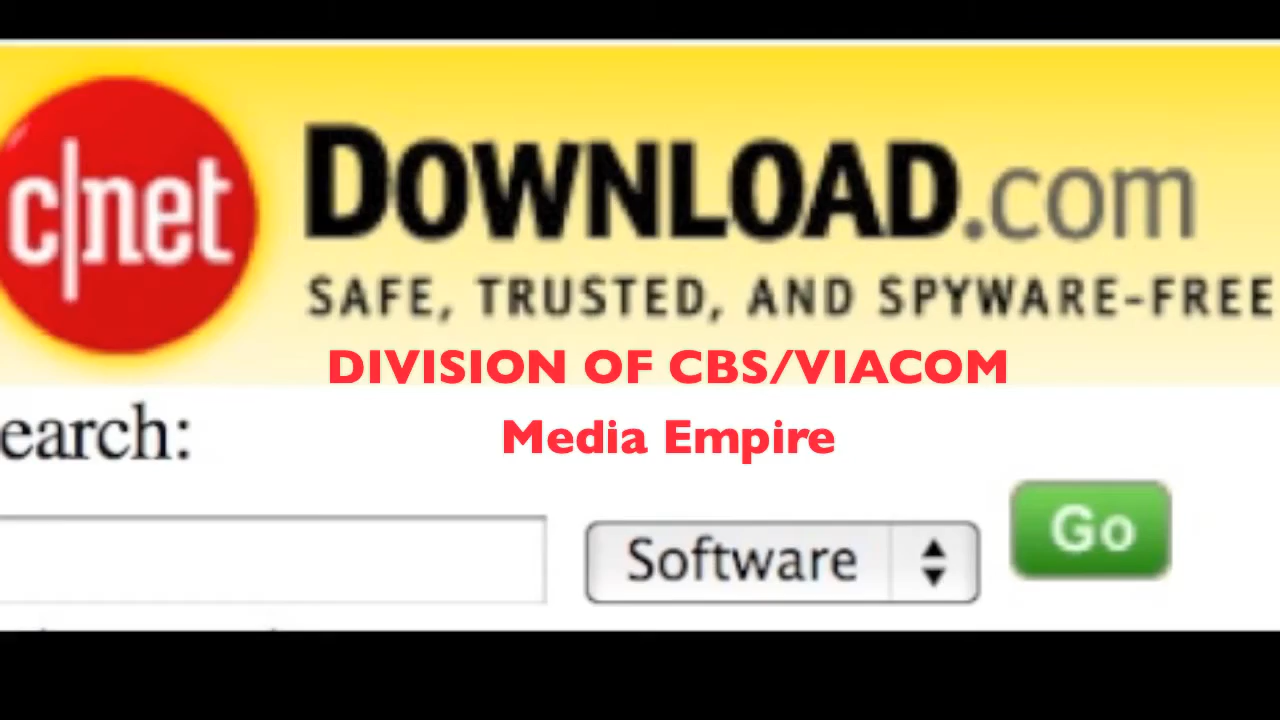 c|net
DOWNLOAD.com
SAFE, TRUSTED, AND SPYWARE-FREE
DIVISION OF CBS/VIACOM
Media Empire
earch:
Software
Go